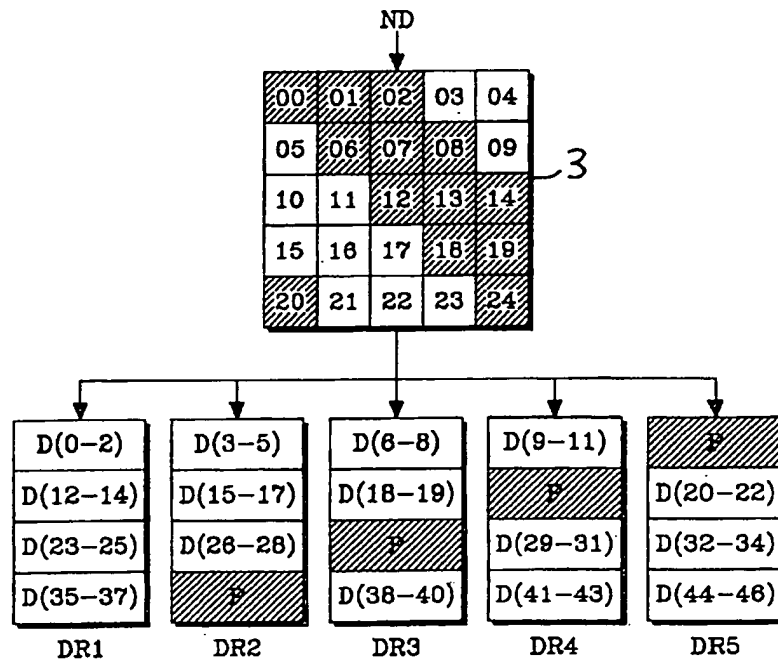 ND
00 01 02 03 04
05 06 07 08 09
3
10 11 12 13 14
15 16 17 18 19
20 21 22 23 24
D(0-2) D(3-5) D(6-8) D(9-11) P
D(12-14) D(15-17) D(18-19) P D(20-22)
D(23-25) D(26-28) P D(29-31) D(32-34)
D(35-37) P D(38-40) D(41-43) D(44-46)
DR1 DR2 DR3 DR4 DR5